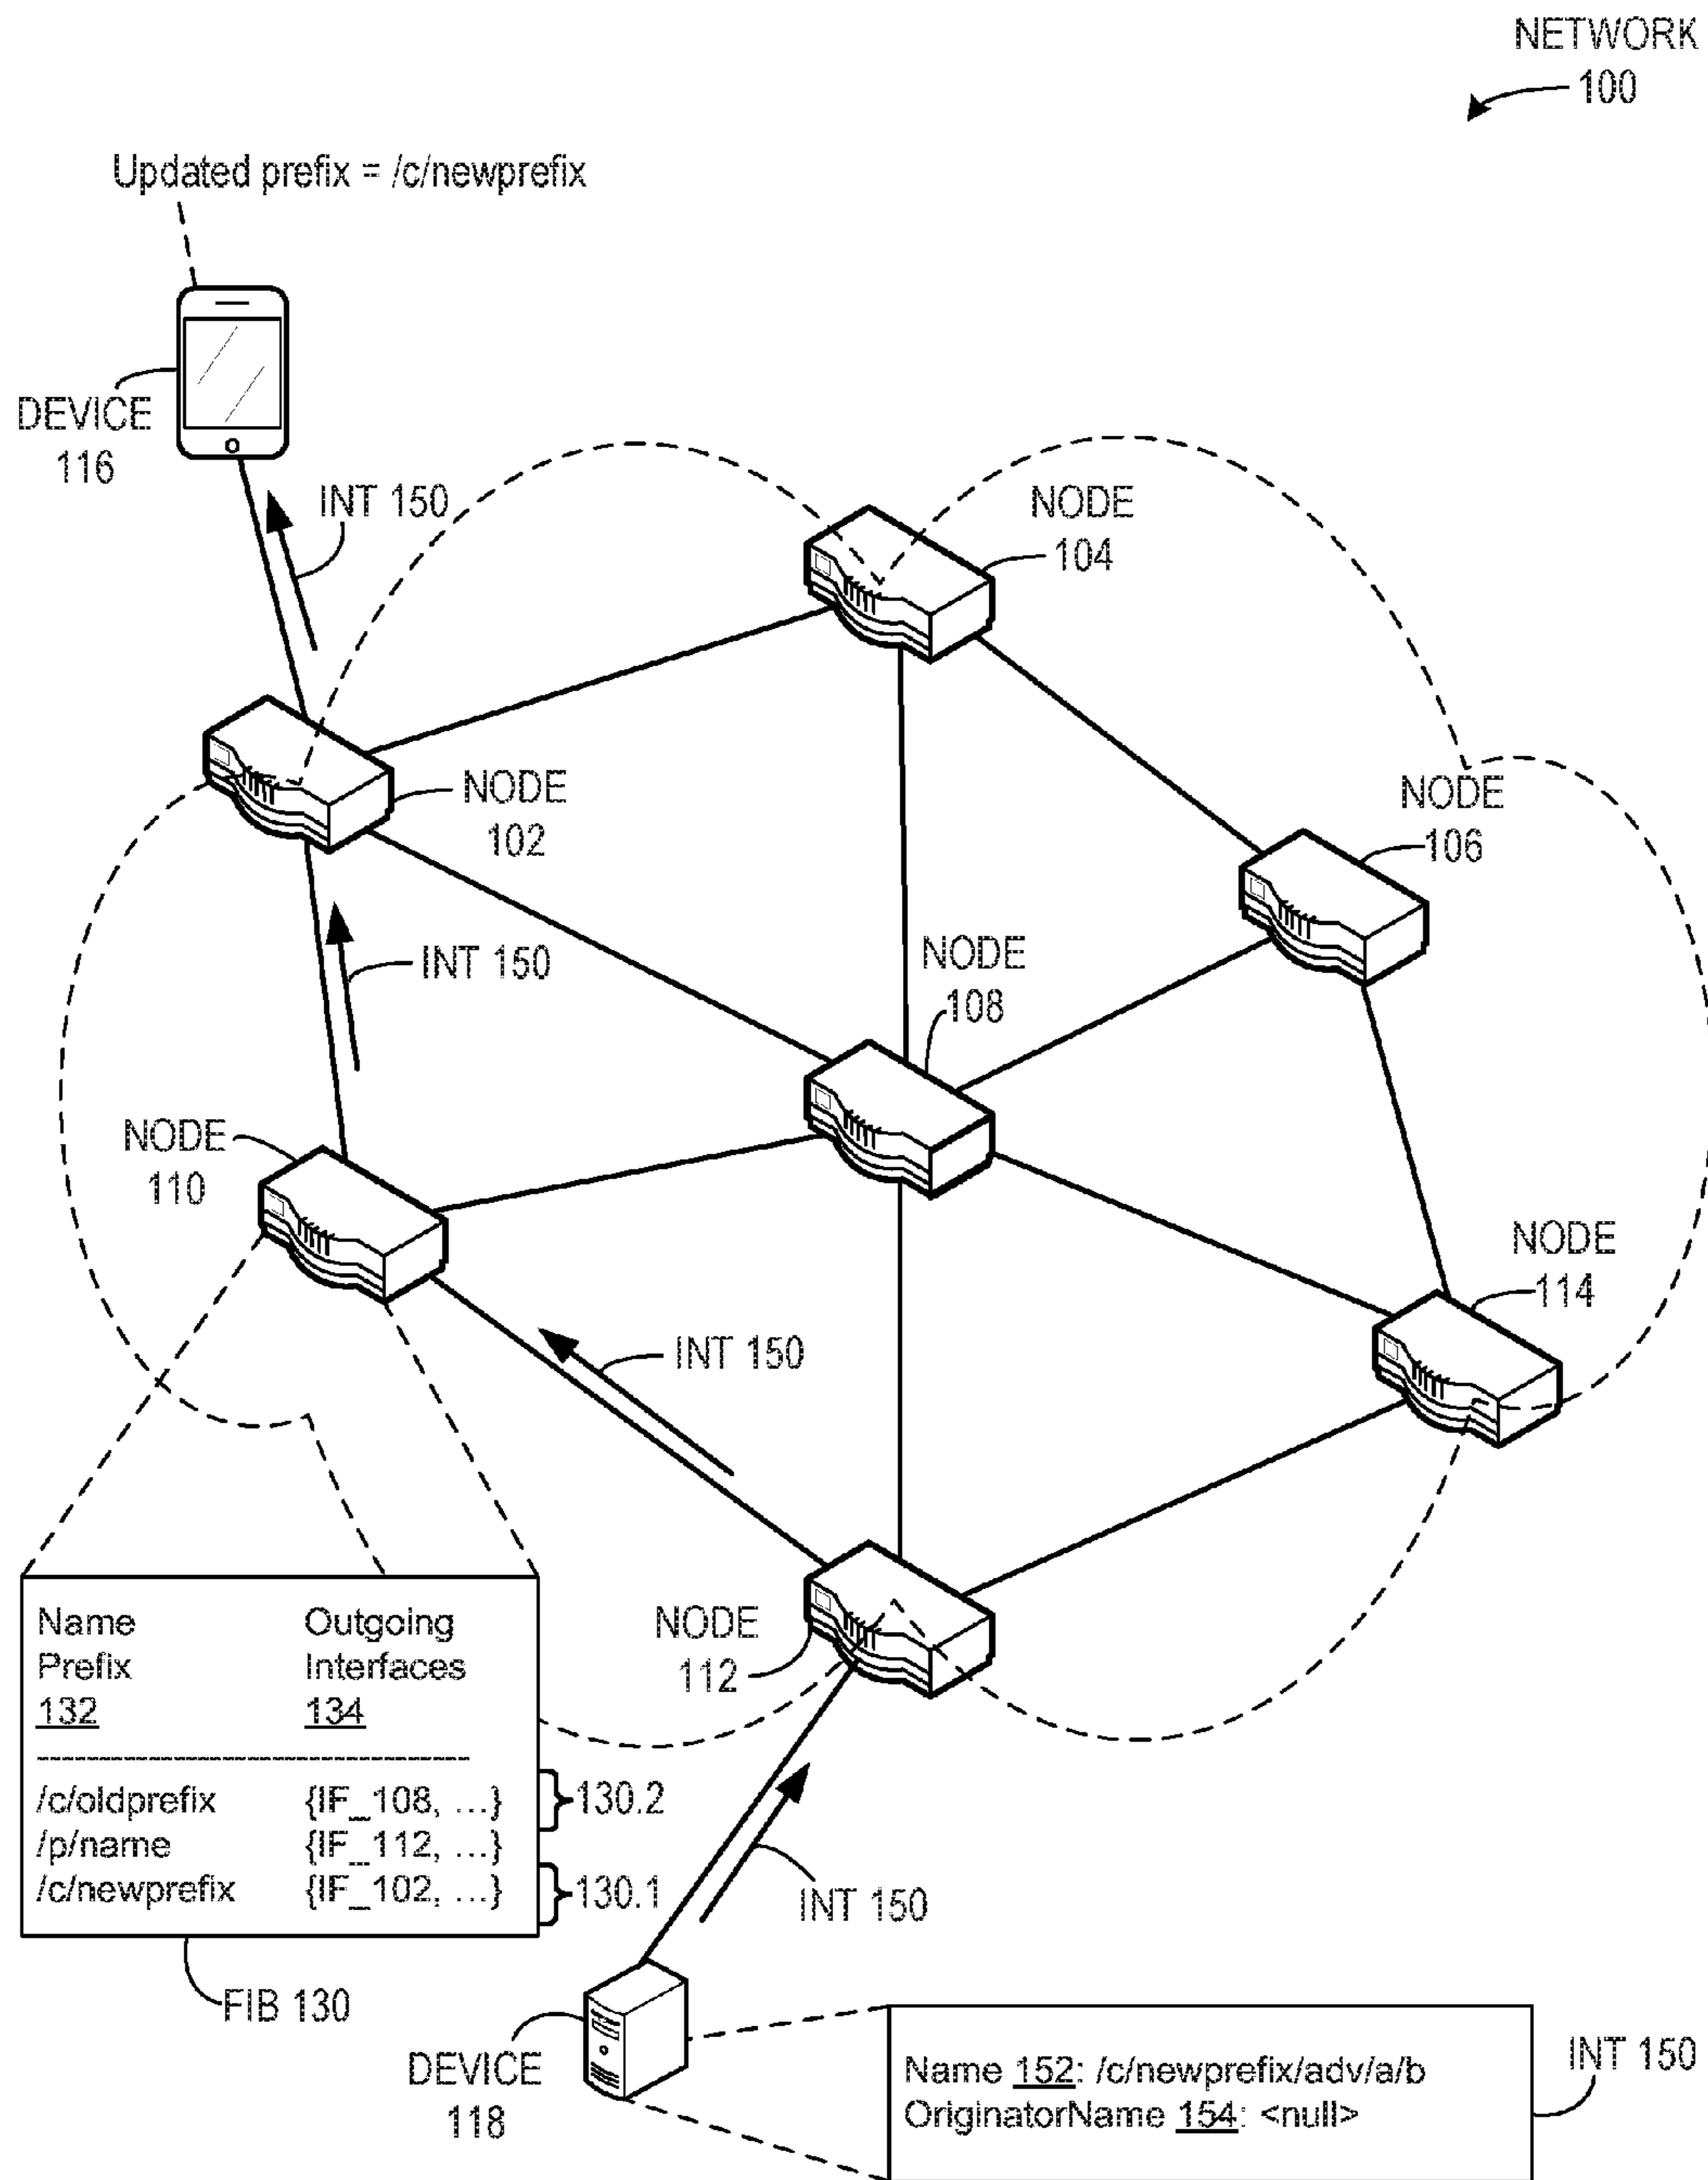 NETWORK
100
Updated prefix = /c/newprefix
DEVICE
116
INT 150
NODE
104
NODE
102
NODE
106
INT 150
NODE
108
NODE
110
NODE
114
INT 150
Name Outgoing
Prefix Interfaces
132 134
/c/oldprefix {IF_108, ...} 130.2
/p/name {IF_112, ...}
/c/newprefix {IF_102, ...} 130.1
FIB 130
NODE
112
INT 150
DEVICE
118
Name 152: /c/newprefix/adv/a/b
OriginatorName 154: <null>
INT 150